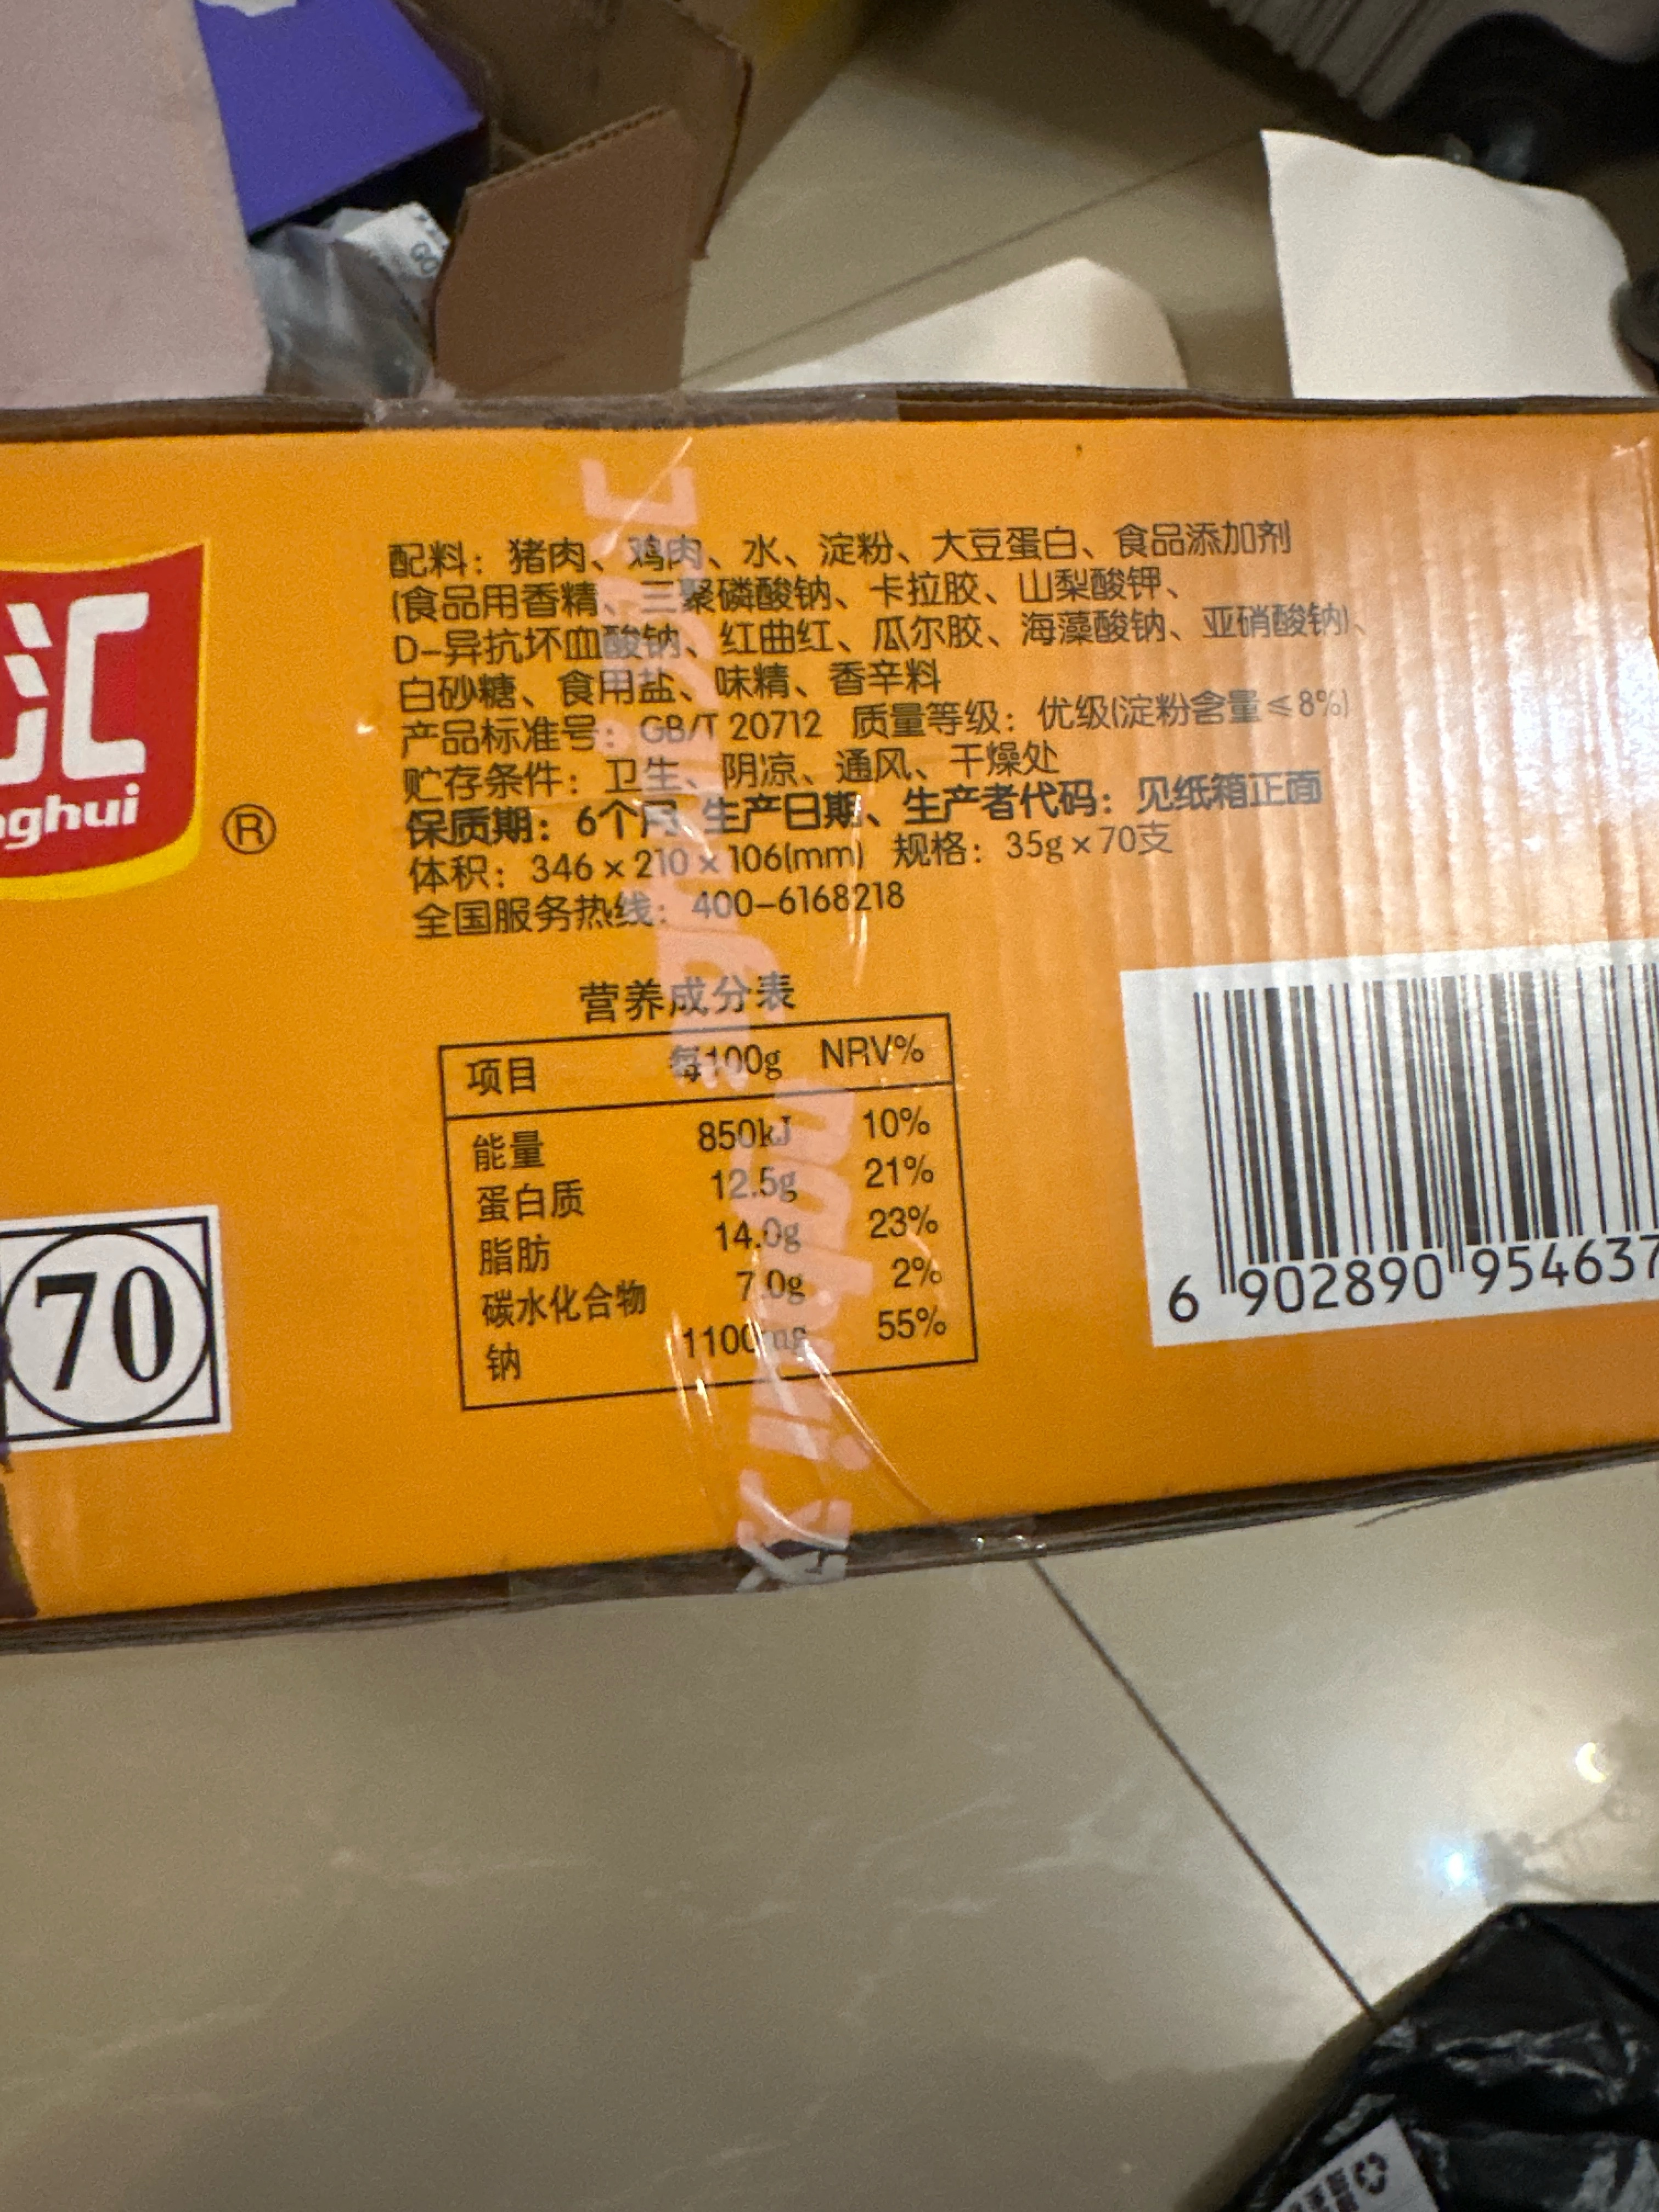 配料：猪肉、鸡肉、水、淀粉、大豆蛋白、食品添加剂
(食品用香精、三聚磷酸钠、卡拉胶、山梨酸钾、
D-异抗坏血酸钠、红曲红、瓜尔胶、海藻酸钠、亚硝酸钠)、
白砂糖、食用盐、味精、香辛料
产品标准号：GB/T 20712 质量等级：优级(淀粉含量≤8%)
贮存条件：卫生、阴凉、通风、干燥处
保质期：6个月 生产日期、生产者代码：见纸箱正面
体积：346×210×106(mm) 规格：35g×70支
全国服务热线：400-6168218
汇
nghui
®
营养成分表
项目 每100g NRV%
能量 850kJ 10%
蛋白质 12.5g 21%
脂肪 14.0g 23%
碳水化合物 7.0g 2%
钠 1100mg 55%
70
6 902890 954637